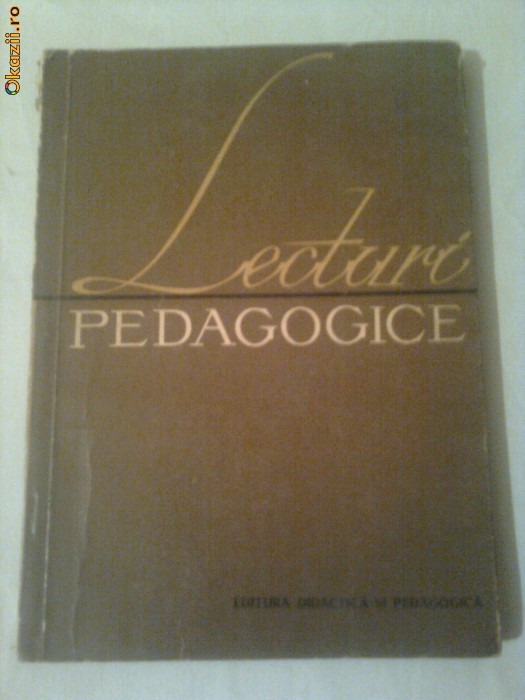 Okazii.ro
Lecturi
PEDAGOGICE
EDITURA DIDACTICĂ ȘI PEDAGOGICĂ